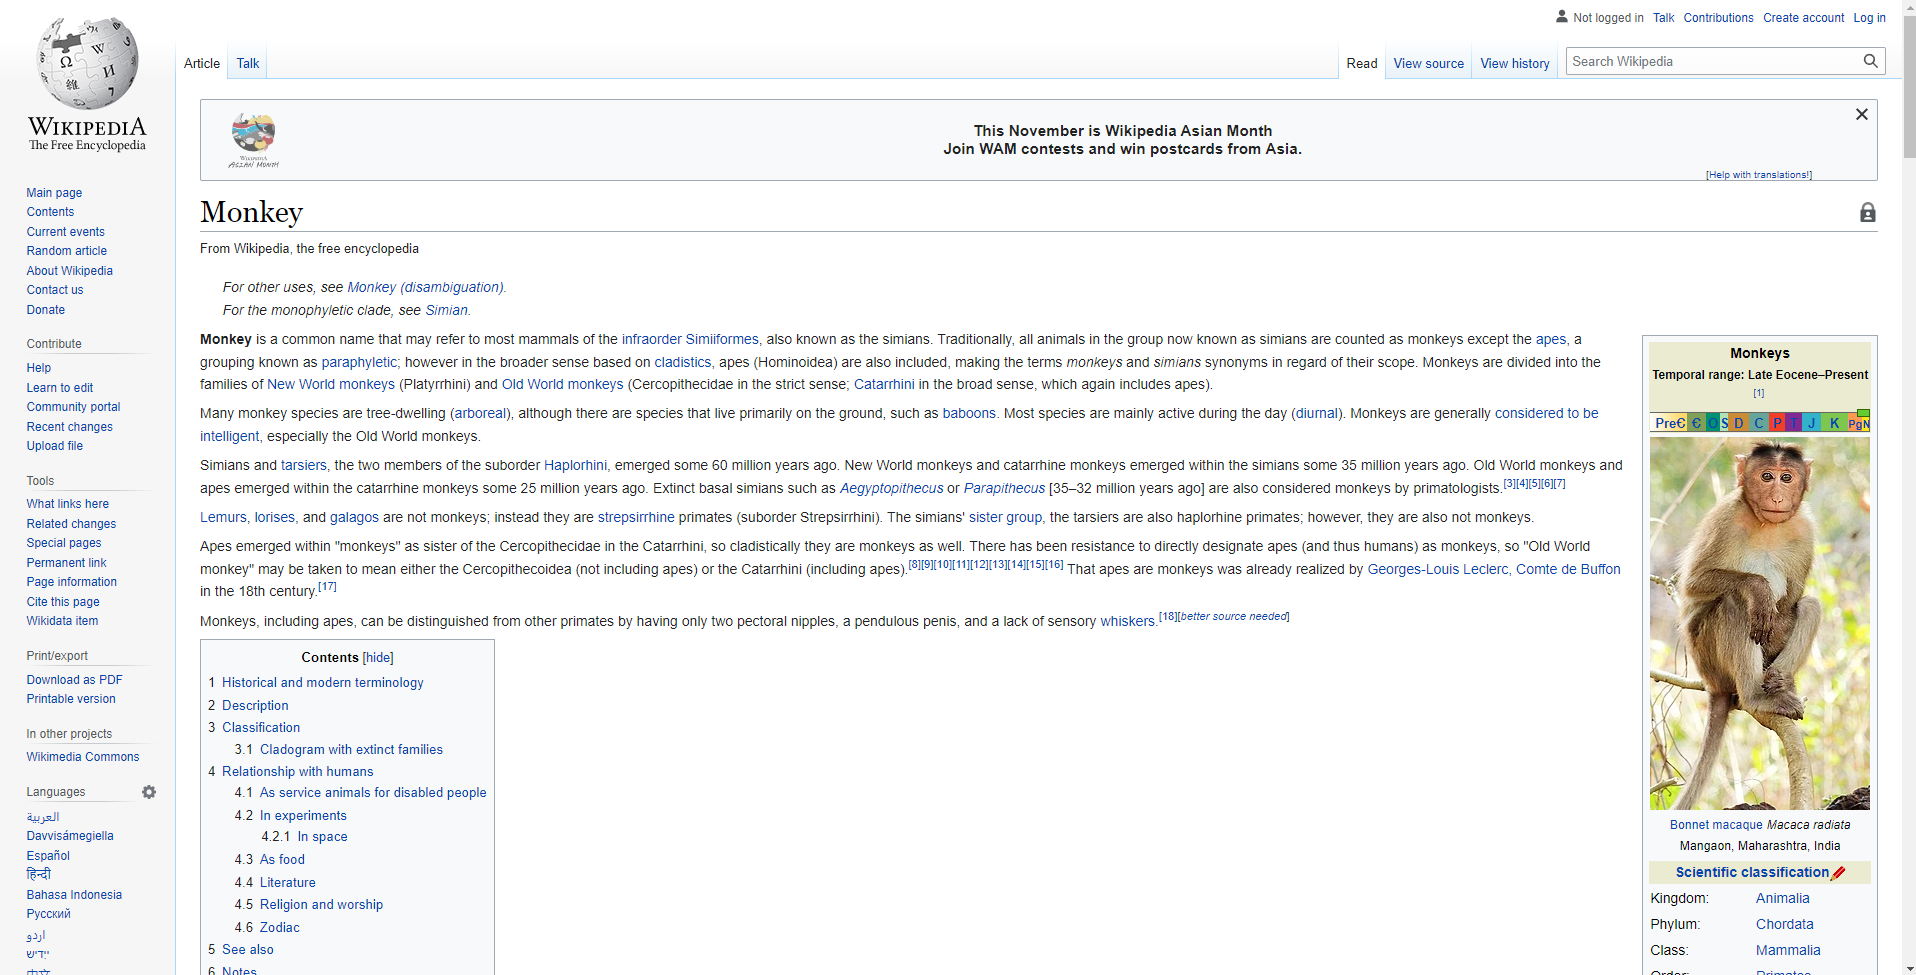 Not logged in Talk Contributions Create account Log in
WIKIPEDIA
The Free Encyclopedia
Article Talk
Read View source View history Search Wikipedia
WIKIPEDIA
ASIAN MONTH
This November is Wikipedia Asian Month
Join WAM contests and win postcards from Asia.
[Help with translations!]
Main page
Contents
Current events
Random article
About Wikipedia
Contact us
Donate
Contribute
Help
Learn to edit
Community portal
Recent changes
Upload file
Tools
What links here
Related changes
Special pages
Permanent link
Page information
Cite this page
Wikidata item
Print/export
Download as PDF
Printable version
In other projects
Wikimedia Commons
Languages
العربية
Davvisámegiella
Español
हिन्दी
Bahasa Indonesia
Русский
اردو
ייִדיש
中文
Monkey
From Wikipedia, the free encyclopedia
For other uses, see Monkey (disambiguation).
For the monophyletic clade, see Simian.
Monkey is a common name that may refer to most mammals of the infraorder Simiiformes, also known as the simians. Traditionally, all animals in the group now known as simians are counted as monkeys except the apes, a
grouping known as paraphyletic; however in the broader sense based on cladistics, apes (Hominoidea) are also included, making the terms monkeys and simians synonyms in regard of their scope. Monkeys are divided into the
families of New World monkeys (Platyrrhini) and Old World monkeys (Cercopithecidae in the strict sense; Catarrhini in the broad sense, which again includes apes).
Many monkey species are tree-dwelling (arboreal), although there are species that live primarily on the ground, such as baboons. Most species are mainly active during the day (diurnal). Monkeys are generally considered to be
intelligent, especially the Old World monkeys.
Simians and tarsiers, the two members of the suborder Haplorhini, emerged some 60 million years ago. New World monkeys and catarrhine monkeys emerged within the simians some 35 million years ago. Old World monkeys and
apes emerged within the catarrhine monkeys some 25 million years ago. Extinct basal simians such as Aegyptopithecus or Parapithecus [35–32 million years ago] are also considered monkeys by primatologists.[3][4][5][6][7]
Lemurs, lorises, and galagos are not monkeys; instead they are strepsirrhine primates (suborder Strepsirrhini). The simians' sister group, the tarsiers are also haplorhine primates; however, they are also not monkeys.
Apes emerged within "monkeys" as sister of the Cercopithecidae in the Catarrhini, so cladistically they are monkeys as well. There has been resistance to directly designate apes (and thus humans) as monkeys, so "Old World
monkey" may be taken to mean either the Cercopithecoidea (not including apes) or the Catarrhini (including apes).[8][9][10][11][12][13][14][15][16] That apes are monkeys was already realized by Georges-Louis Leclerc, Comte de Buffon
in the 18th century.[17]
Monkeys, including apes, can be distinguished from other primates by having only two pectoral nipples, a pendulous penis, and a lack of sensory whiskers.[18][better source needed]
Contents [hide]
1 Historical and modern terminology
2 Description
3 Classification
3.1 Cladogram with extinct families
4 Relationship with humans
4.1 As service animals for disabled people
4.2 In experiments
4.2.1 In space
4.3 As food
4.4 Literature
4.5 Religion and worship
4.6 Zodiac
5 See also
6 Notes
Monkeys
Temporal range: Late Eocene–Present
[1]
PreЄ Є O S D C P T J K Pg N
Bonnet macaque Macaca radiata
Mangaon, Maharashtra, India
Scientific classification
Kingdom: Animalia
Phylum: Chordata
Class: Mammalia
Order: Primates